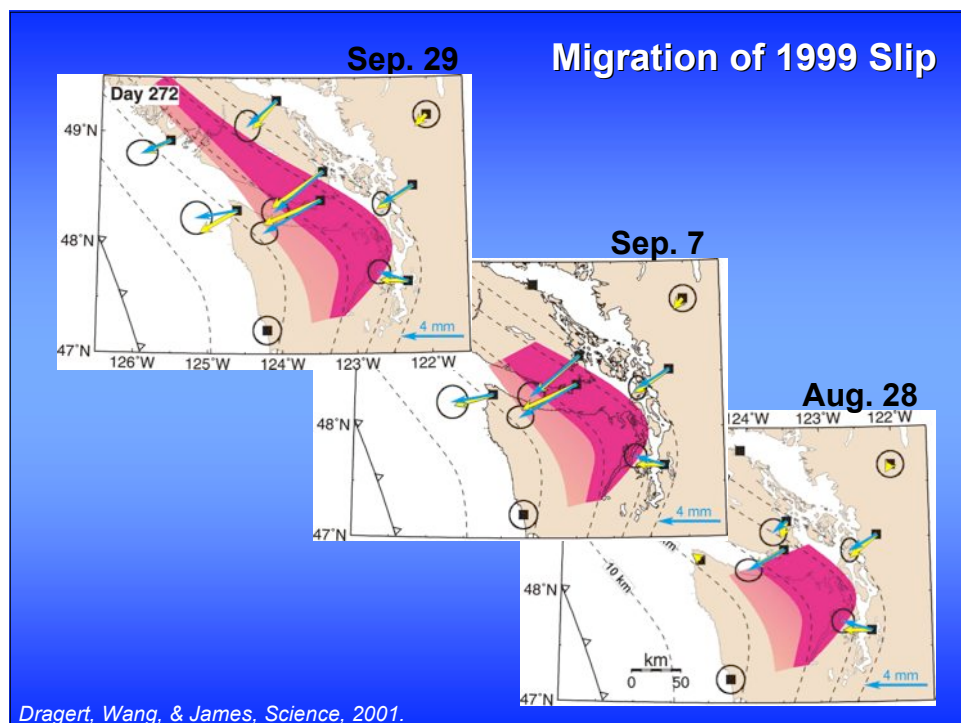 Migration of 1999 Slip
Sep. 29
Day 272
49˚N
48˚N
47˚N
4 mm
126˚W 125˚W 124˚W 123˚W 122˚W
Sep. 7
48˚N
47˚N
4 mm
Aug. 28
124˚W 123˚W 122˚W
10 km
48˚N
km
0 50
47˚N
4 mm
Dragert, Wang, & James, Science, 2001.